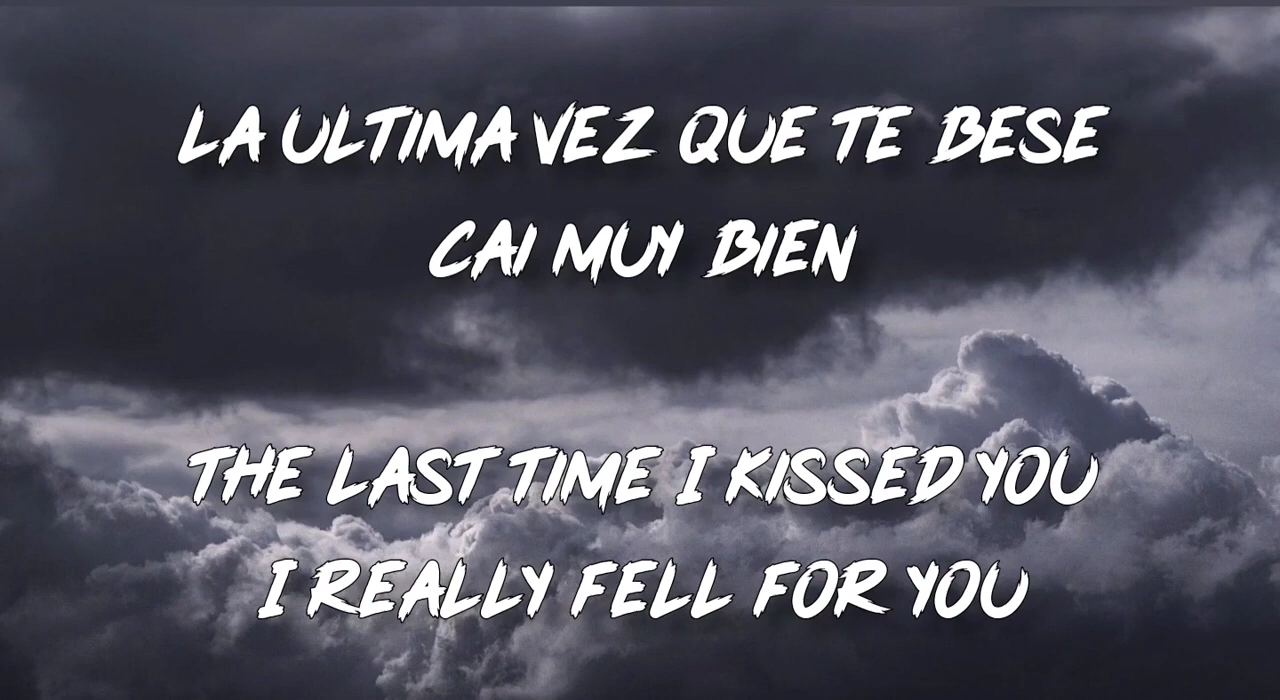 LA ULTIMA VEZ QUE TE BESE
CAI MUY BIEN
THE LAST TIME I KISSED YOU
I REALLY FELL FOR YOU